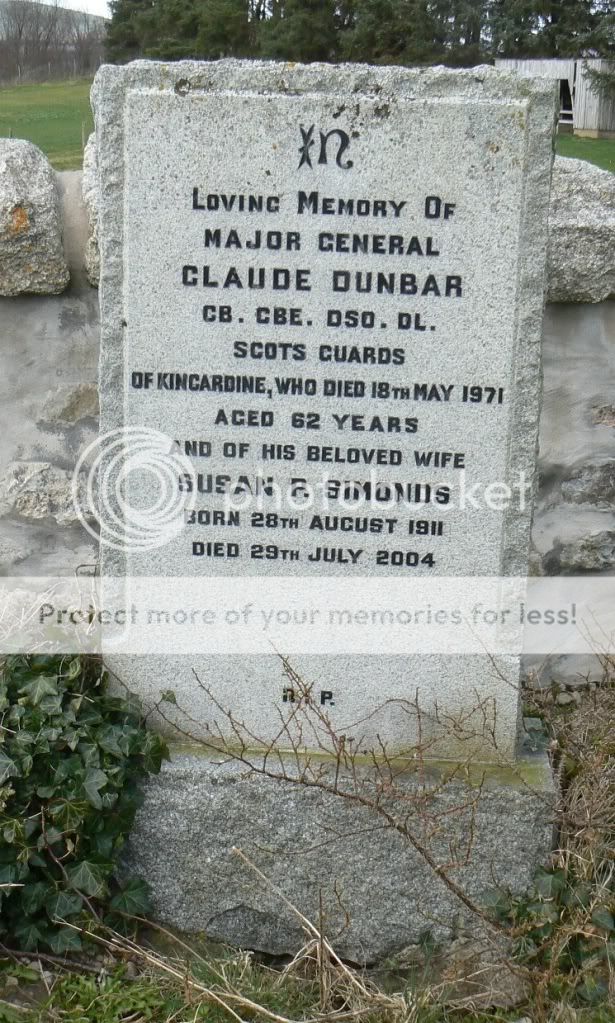 In
Loving Memory Of
MAJOR GENERAL
CLAUDE DUNBAR
CB. CBE. DSO. DL.
SCOTS GUARDS
OF KINCARDINE, WHO DIED 18TH MAY 1971
AGED 62 YEARS
AND OF HIS BELOVED WIFE
SUSAN P. SIMONDS
photobucket
BORN 28TH AUGUST 1911
DIED 29TH JULY 2004
Protect more of your memories for less!
R.I.P.